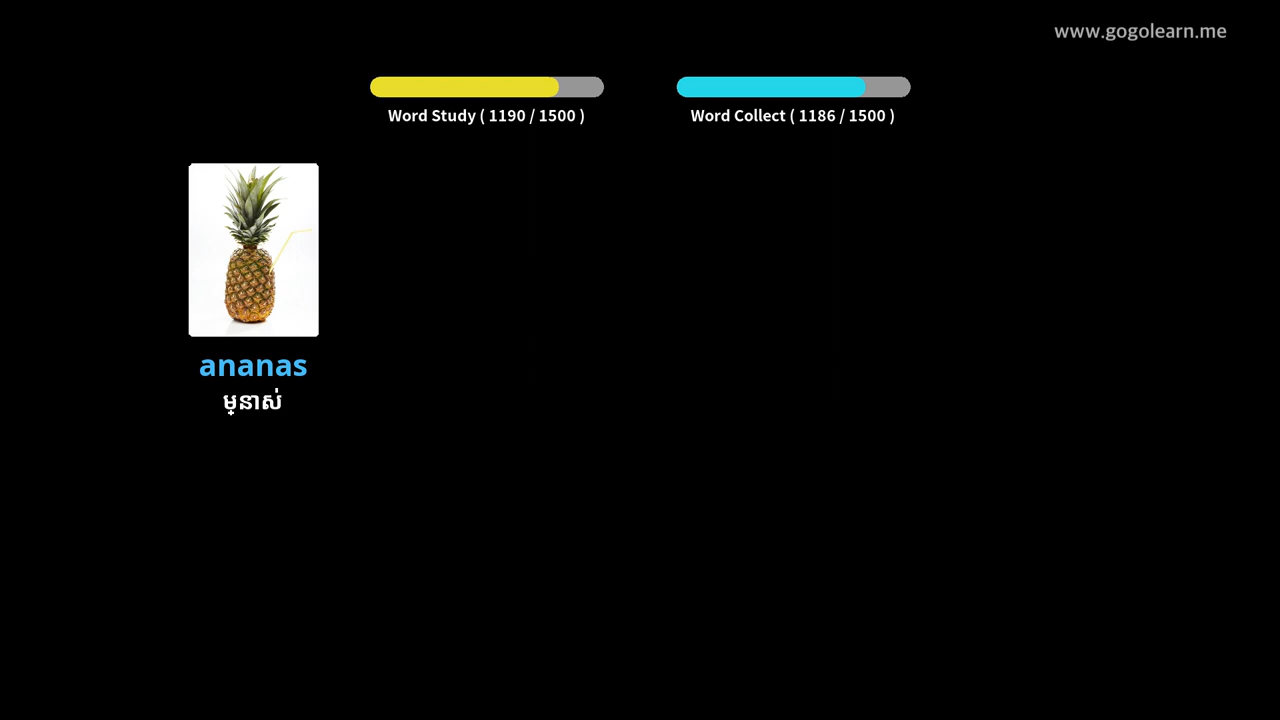 www.gogolearn.me
Word Study ( 1190 / 1500 )
Word Collect ( 1186 / 1500 )
ananas
ម្នាស់